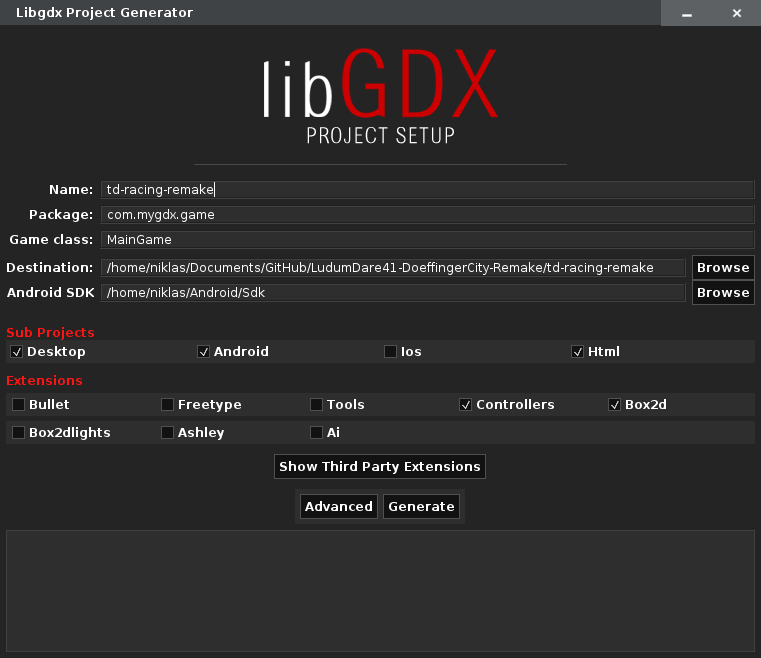 Libgdx Project Generator
libGDX
PROJECT SETUP
Name: td-racing-remake
Package: com.mygdx.game
Game class: MainGame
Destination: /home/niklas/Documents/GitHub/LudumDare41-DoeffingerCity-Remake/td-racing-remake Browse
Android SDK /home/niklas/Android/Sdk Browse
Sub Projects
Desktop Android Ios Html
Extensions
Bullet Freetype Tools Controllers Box2d
Box2dlights Ashley Ai
Show Third Party Extensions
Advanced Generate